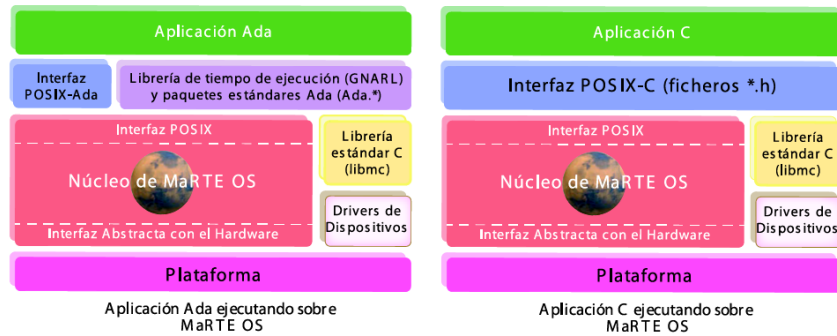 Aplicación Ada
Interfaz
POSIX-Ada
Librería de tiempo de ejecución (GNARL)
y paquetes estándares Ada (Ada.*)
Interfaz POSIX
Núcleo de MaRTE OS
Interfaz Abstracta con el Hardware
Librería
estándar C
(libmc)
Drivers de
Dispositivos
Plataforma
Aplicación Ada ejecutando sobre
MaRTE OS
Aplicación C
Interfaz POSIX-C (ficheros *.h)
Interfaz POSIX
Núcleo de MaRTE OS
Interfaz Abstracta con el Hardware
Librería
estándar C
(libmc)
Drivers de
Dispositivos
Plataforma
Aplicación C ejecutando sobre
MaRTE OS